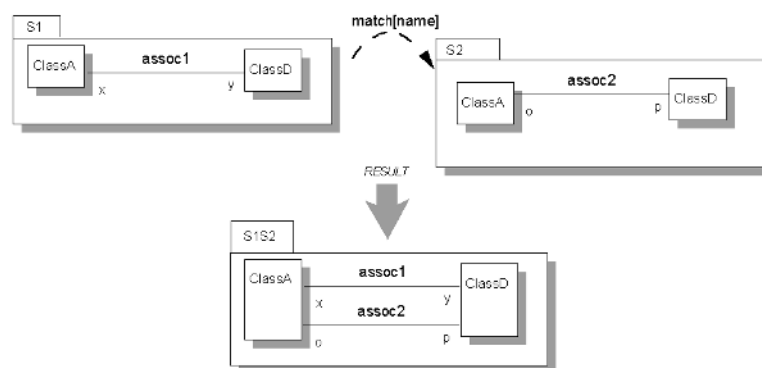 S1
match[name]
S2
ClassA
assoc1
ClassD
x
y
ClassA
assoc2
ClassD
o
p
RESULT
S1S2
ClassA
assoc1
ClassD
x
y
assoc2
o
p